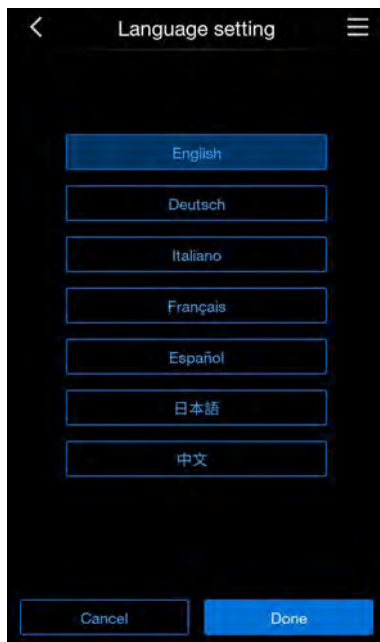 Language setting
English
Deutsch
Italiano
Français
Español
日本語
中文
Cancel Done